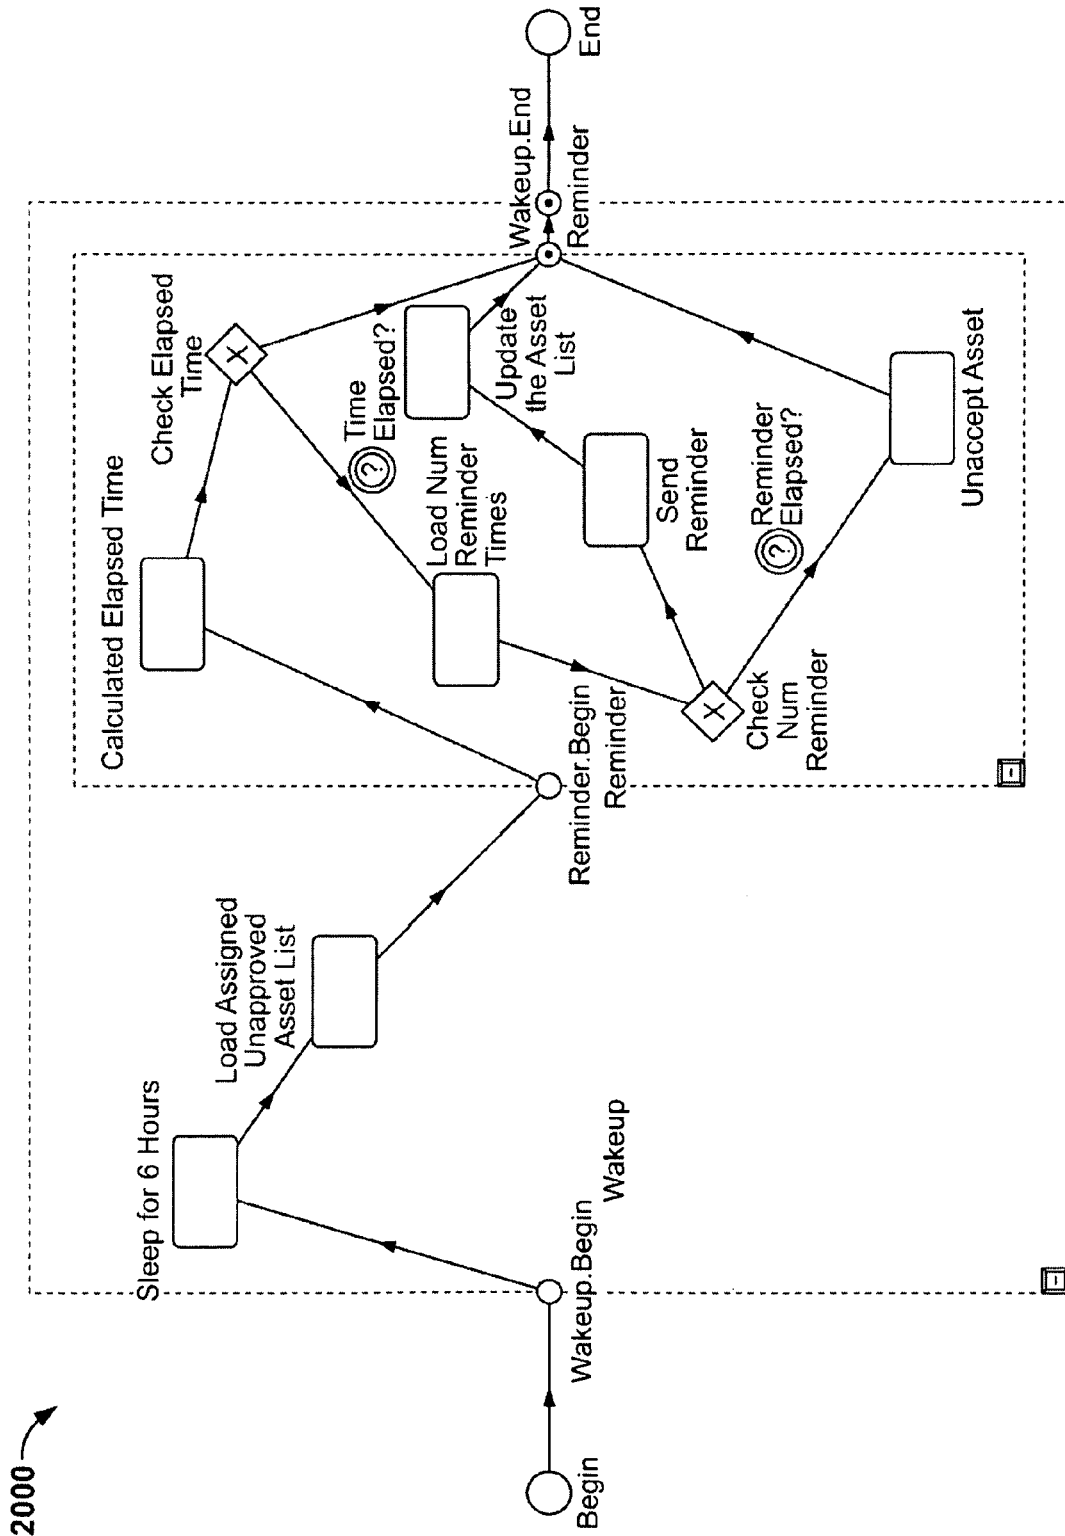 2000
Begin
Wakeup.Begin
Wakeup
Sleep for 6 Hours
Load Assigned
Unapproved
Asset List
Reminder.Begin
Reminder
Calculated Elapsed Time
Check Elapsed
Time
X
?
Time
Elapsed?
Load Num
Reminder
Times
X
Check
Num
Reminder
Send
Reminder
Update
the Asset
List
?
Reminder
Elapsed?
Unaccept Asset
Wakeup.End
Reminder
End